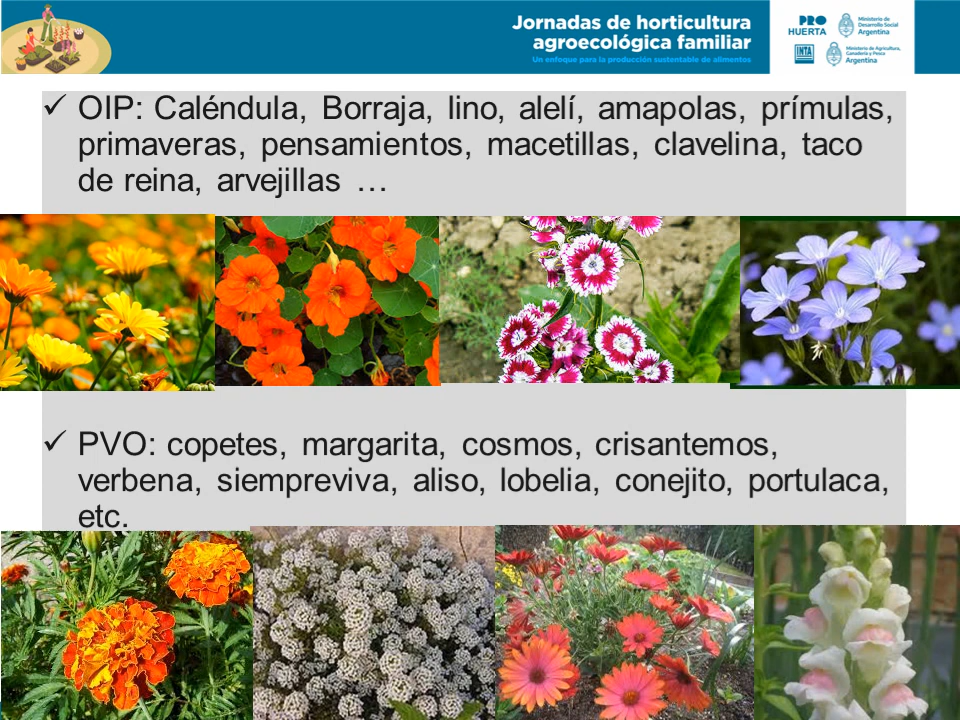 Jornadas de horticultura
agroecológica familiar
Un enfoque para la producción sustentable de alimentos
PRO
HUERTA
Ministerio de
Desarrollo Social
Argentina
INTA
Ministerio de Agricultura,
Ganadería y Pesca
Argentina
✓ OIP: Caléndula, Borraja, lino, alelí, amapolas, prímulas,
primaveras, pensamientos, macetillas, clavelina, taco
de reina, arvejillas …
✓ PVO: copetes, margarita, cosmos, crisantemos,
verbena, siempreviva, aliso, lobelia, conejito, portulaca,
etc.